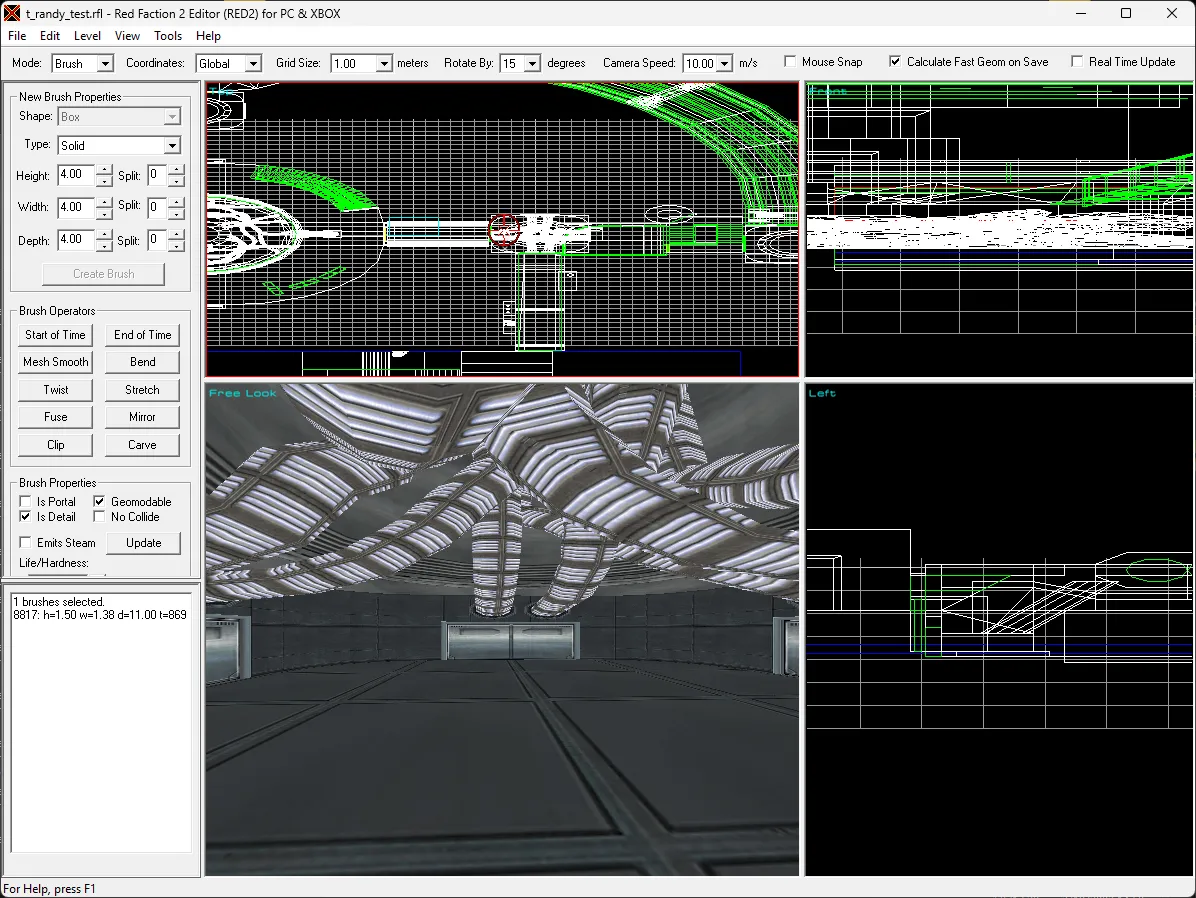 t_randy_test.rfl - Red Faction 2 Editor (RED2) for PC & XBOX
File Edit Level View Tools Help
Mode: Brush Coordinates: Global Grid Size: 1.00 meters Rotate By: 15 degrees Camera Speed: 10.00 m/s Mouse Snap Calculate Fast Geom on Save Real Time Update
New Brush Properties
Shape: Box
Type: Solid
Height: 4.00 Split: 0
Width: 4.00 Split: 0
Depth: 4.00 Split: 0
Create Brush
Brush Operators
Start of Time End of Time
Mesh Smooth Bend
Twist Stretch
Fuse Mirror
Clip Carve
Brush Properties
Is Portal Geomodable
Is Detail No Collide
Emits Steam Update
Life/Hardness:
1 brushes selected.
8817: h=1.50 w=1.38 d=11.00 t=869
Top
Front
Free Look
Left
For Help, press F1